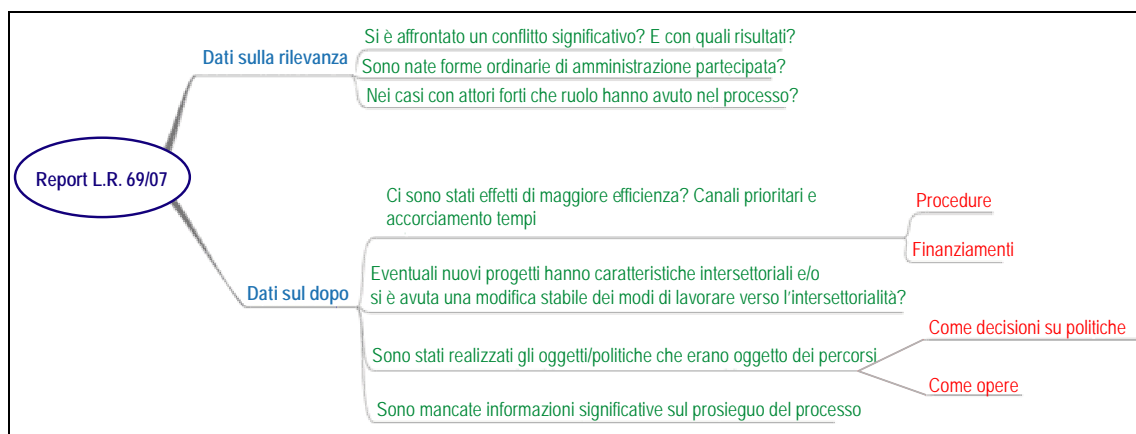 Report L.R. 69/07
Dati sulla rilevanza
Si è affrontato un conflitto significativo? E con quali risultati?
Sono nate forme ordinarie di amministrazione partecipata?
Nei casi con attori forti che ruolo hanno avuto nel processo?
Dati sul dopo
Ci sono stati effetti di maggiore efficienza? Canali prioritari e
accorciamento tempi
Procedure
Finanziamenti
Eventuali nuovi progetti hanno caratteristiche intersettoriali e/o
si è avuta una modifica stabile dei modi di lavorare verso l'intersettorialità?
Sono stati realizzati gli oggetti/politiche che erano oggetto dei percorsi
Come decisioni su politiche
Come opere
Sono mancate informazioni significative sul prosieguo del processo